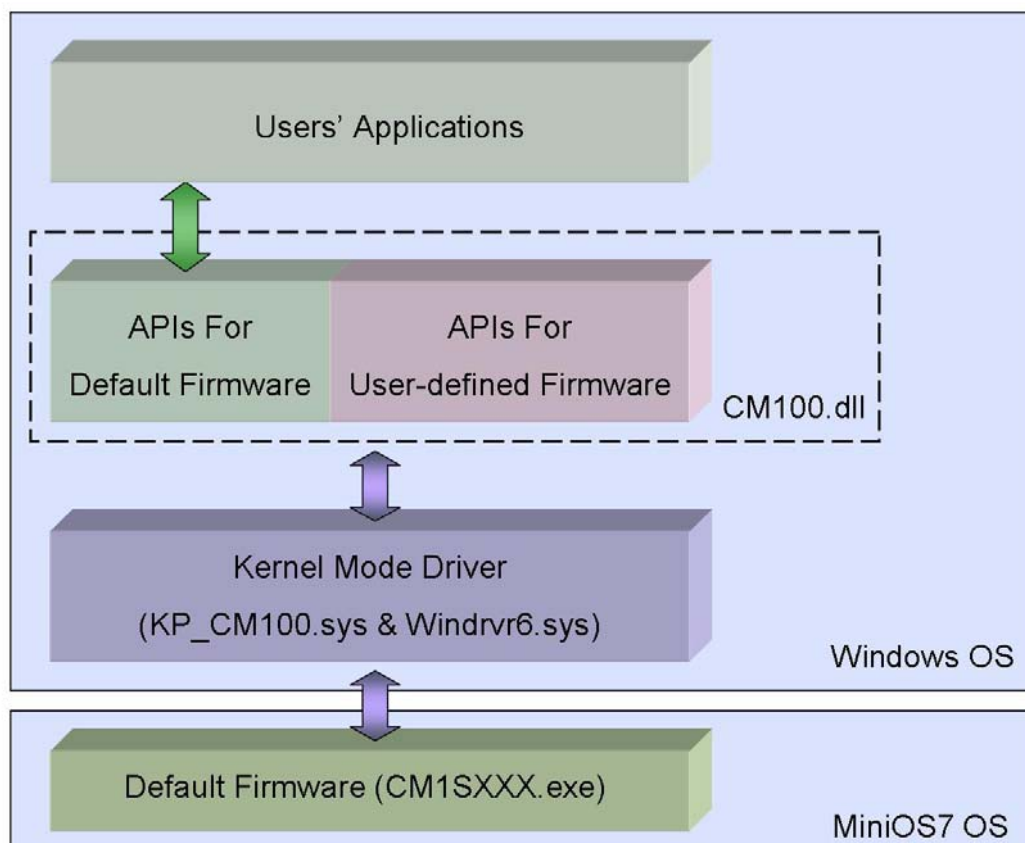 Users' Applications
APIs For
Default Firmware
APIs For
User-defined Firmware
CM100.dll
Kernel Mode Driver
(KP_CM100.sys & Windrvr6.sys)
Windows OS
Default Firmware (CM1SXXX.exe)
MiniOS7 OS